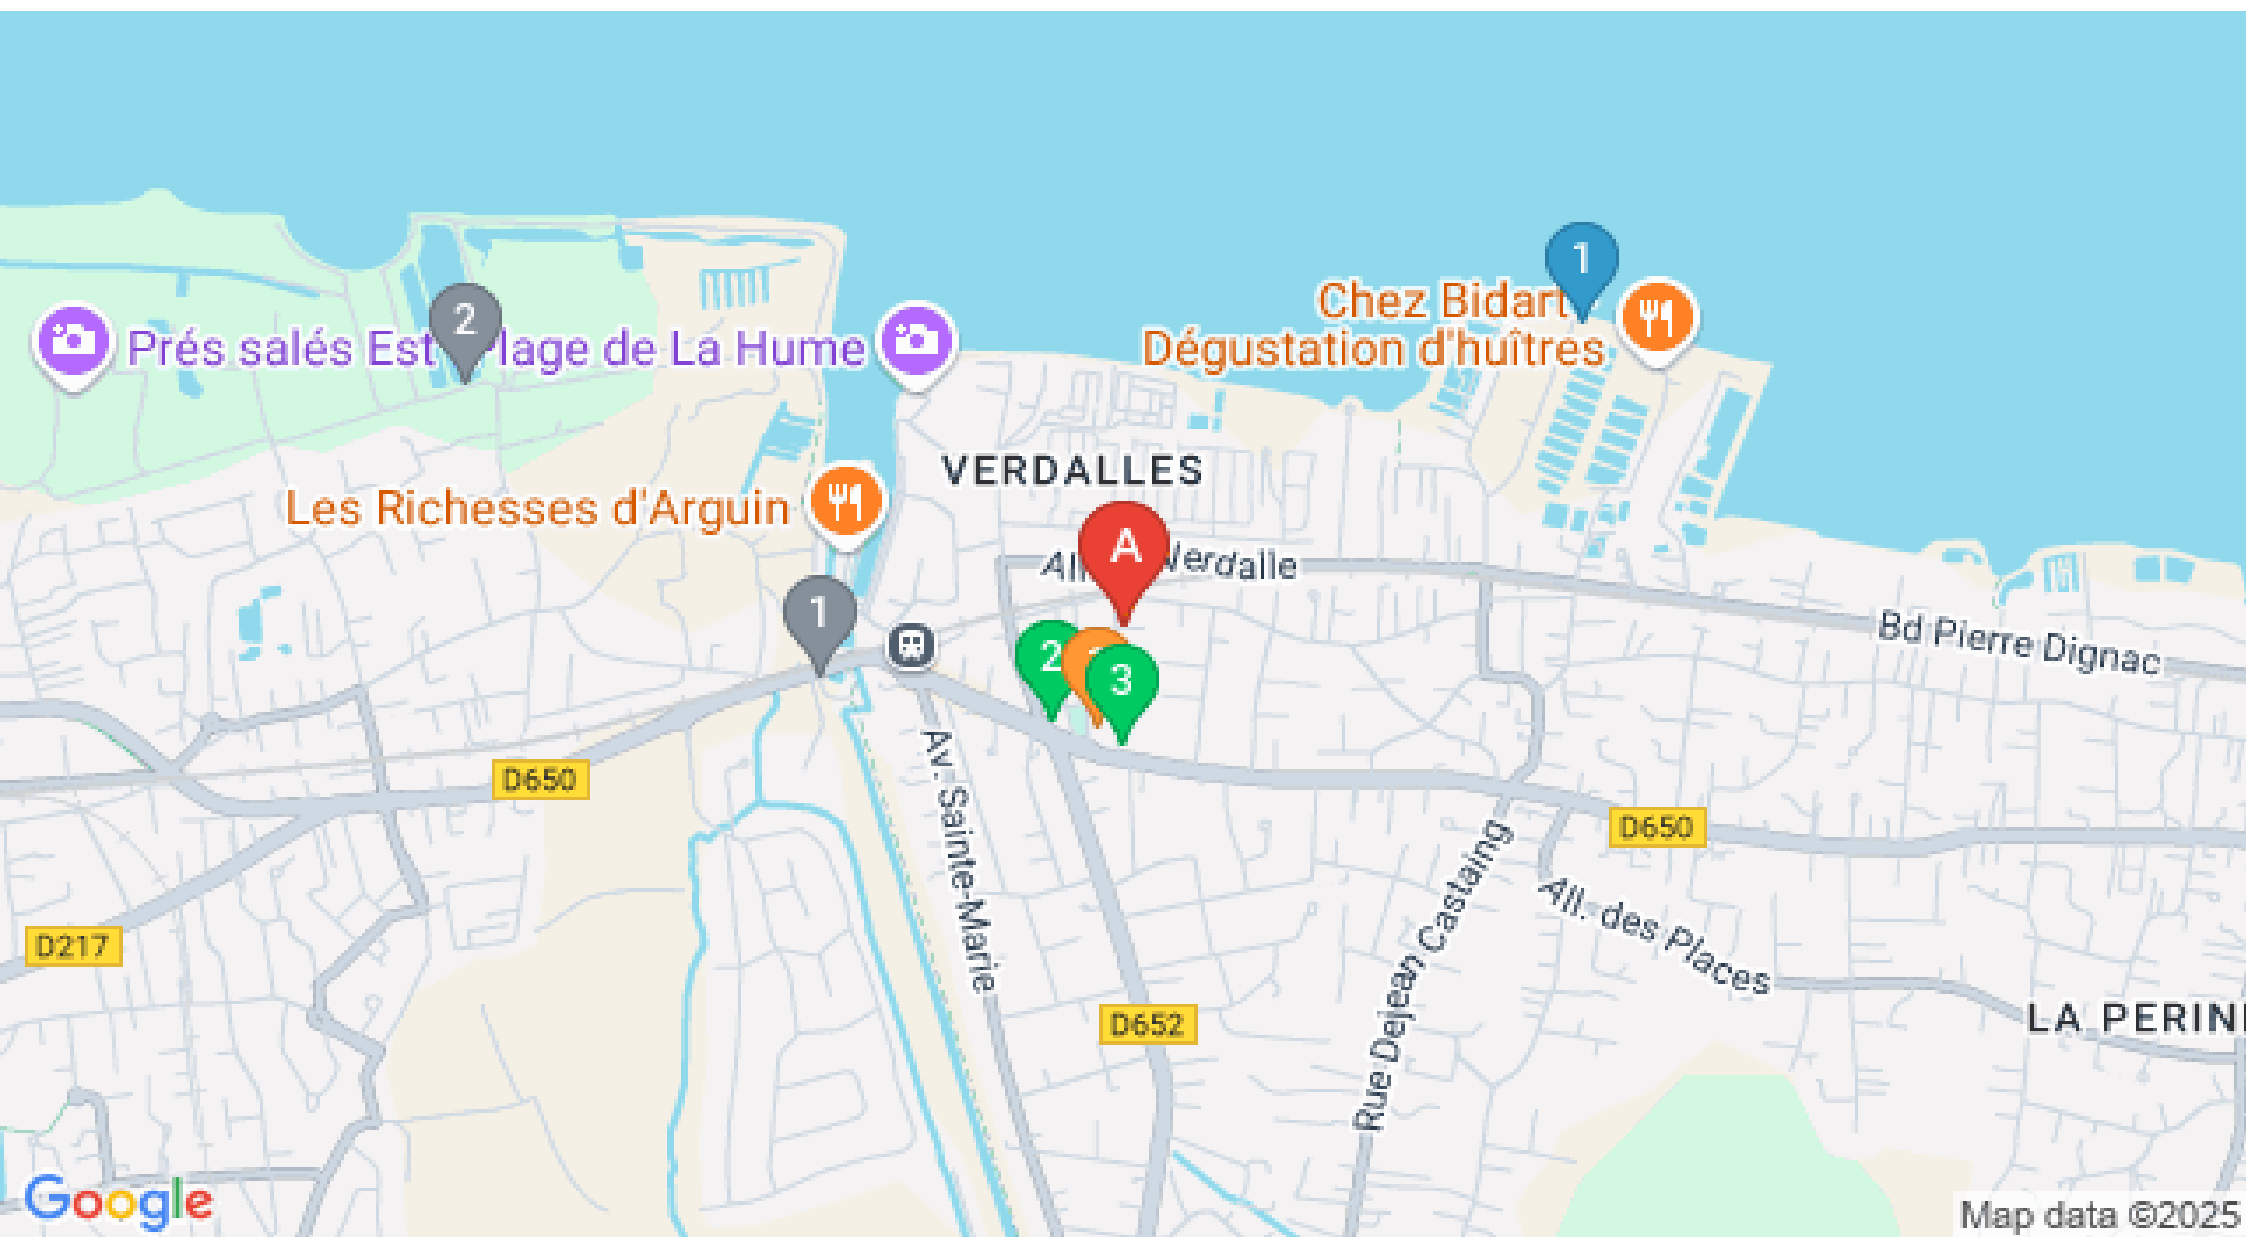 1
Chez Bidart
Dégustation d'huîtres
2
Prés salés Est
lage de La Hume
VERDALLES
Les Richesses d'Arguin
A
All
Verdalle
1
Bd Pierre Dignac
2
3
Av. Sainte-Marie
D650
D650
Rue Dejean Castaing
All. des Places
D217
D652
LA PERIN
Google
Map data ©2025